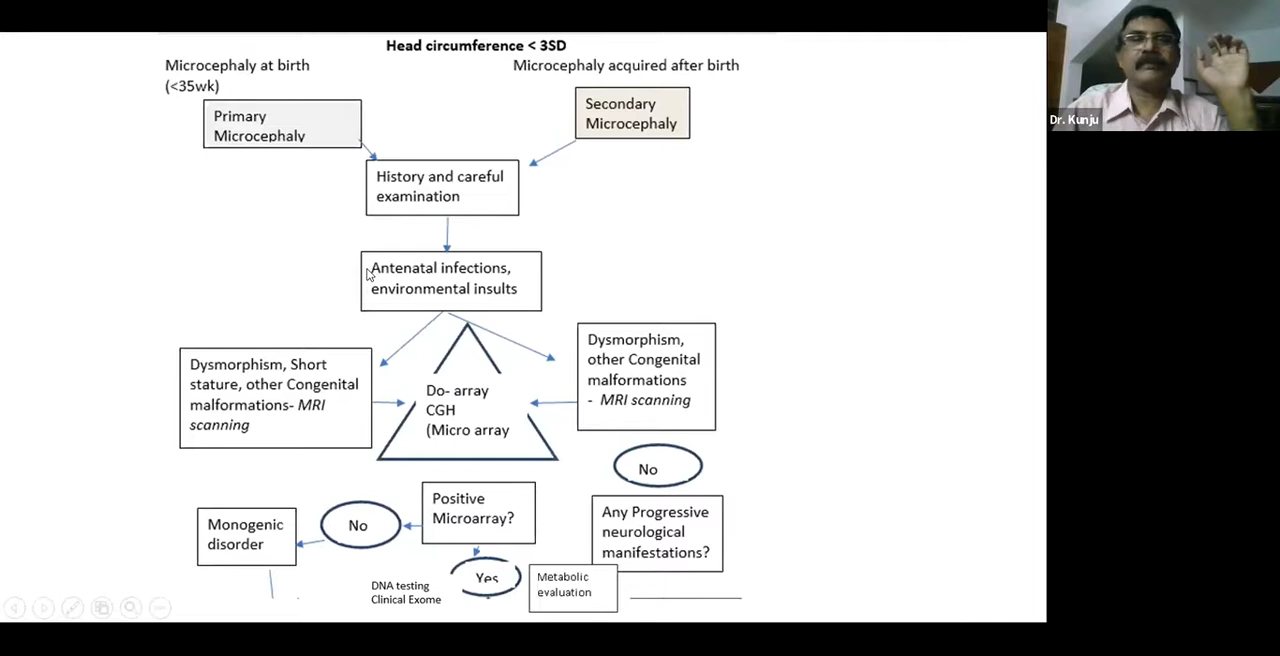 Head circumference < 3SD
Microcephaly at birth
(<35wk)
Microcephaly acquired after birth
Primary
Microcephaly
Secondary
Microcephaly
History and careful
examination
Antenatal infections,
environmental insults
Dysmorphism, Short
stature, other Congenital
malformations- MRI
scanning
Do- array
CGH
(Micro array
Dysmorphism,
other Congenital
malformations
- MRI scanning
No
Positive
Microarray?
No
Monogenic
disorder
Any Progressive
neurological
manifestations?
Yes
DNA testing
Clinical Exome
Metabolic
evaluation
Dr. Kunju